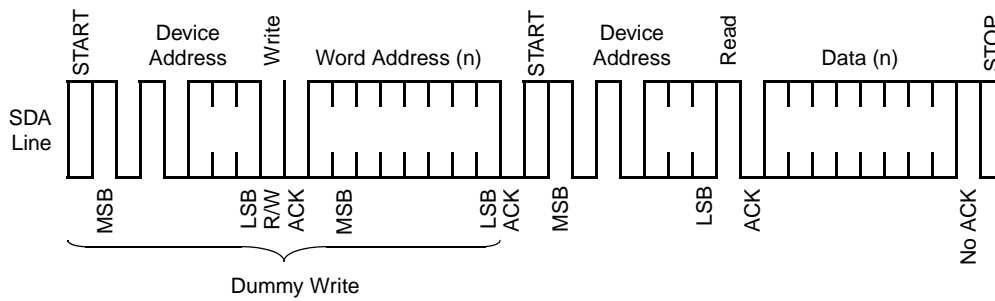 START
Device
Address
Write
Word Address (n)
START
Device
Address
Read
Data (n)
STOP
SDA
Line
MSB
LSB
R/W
ACK
MSB
LSB
ACK
MSB
LSB
ACK
No ACK
Dummy Write